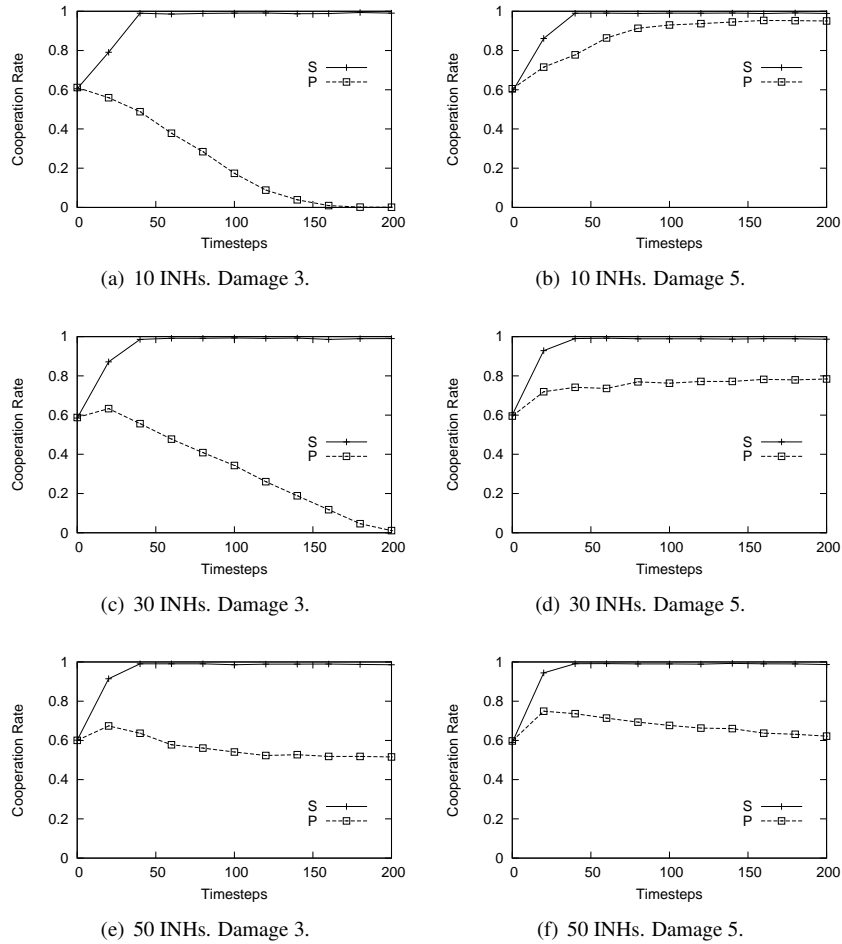 1
0.8
0.6
0.4
0.2
0
0 50 100 150 200
Cooperation Rate
Timesteps
S
P
(a) 10 INHs. Damage 3.
1
0.8
0.6
0.4
0.2
0
0 50 100 150 200
Cooperation Rate
Timesteps
S
P
(b) 10 INHs. Damage 5.
1
0.8
0.6
0.4
0.2
0
0 50 100 150 200
Cooperation Rate
Timesteps
S
P
(c) 30 INHs. Damage 3.
1
0.8
0.6
0.4
0.2
0
0 50 100 150 200
Cooperation Rate
Timesteps
S
P
(d) 30 INHs. Damage 5.
1
0.8
0.6
0.4
0.2
0
0 50 100 150 200
Cooperation Rate
Timesteps
S
P
(e) 50 INHs. Damage 3.
1
0.8
0.6
0.4
0.2
0
0 50 100 150 200
Cooperation Rate
Timesteps
S
P
(f) 50 INHs. Damage 5.